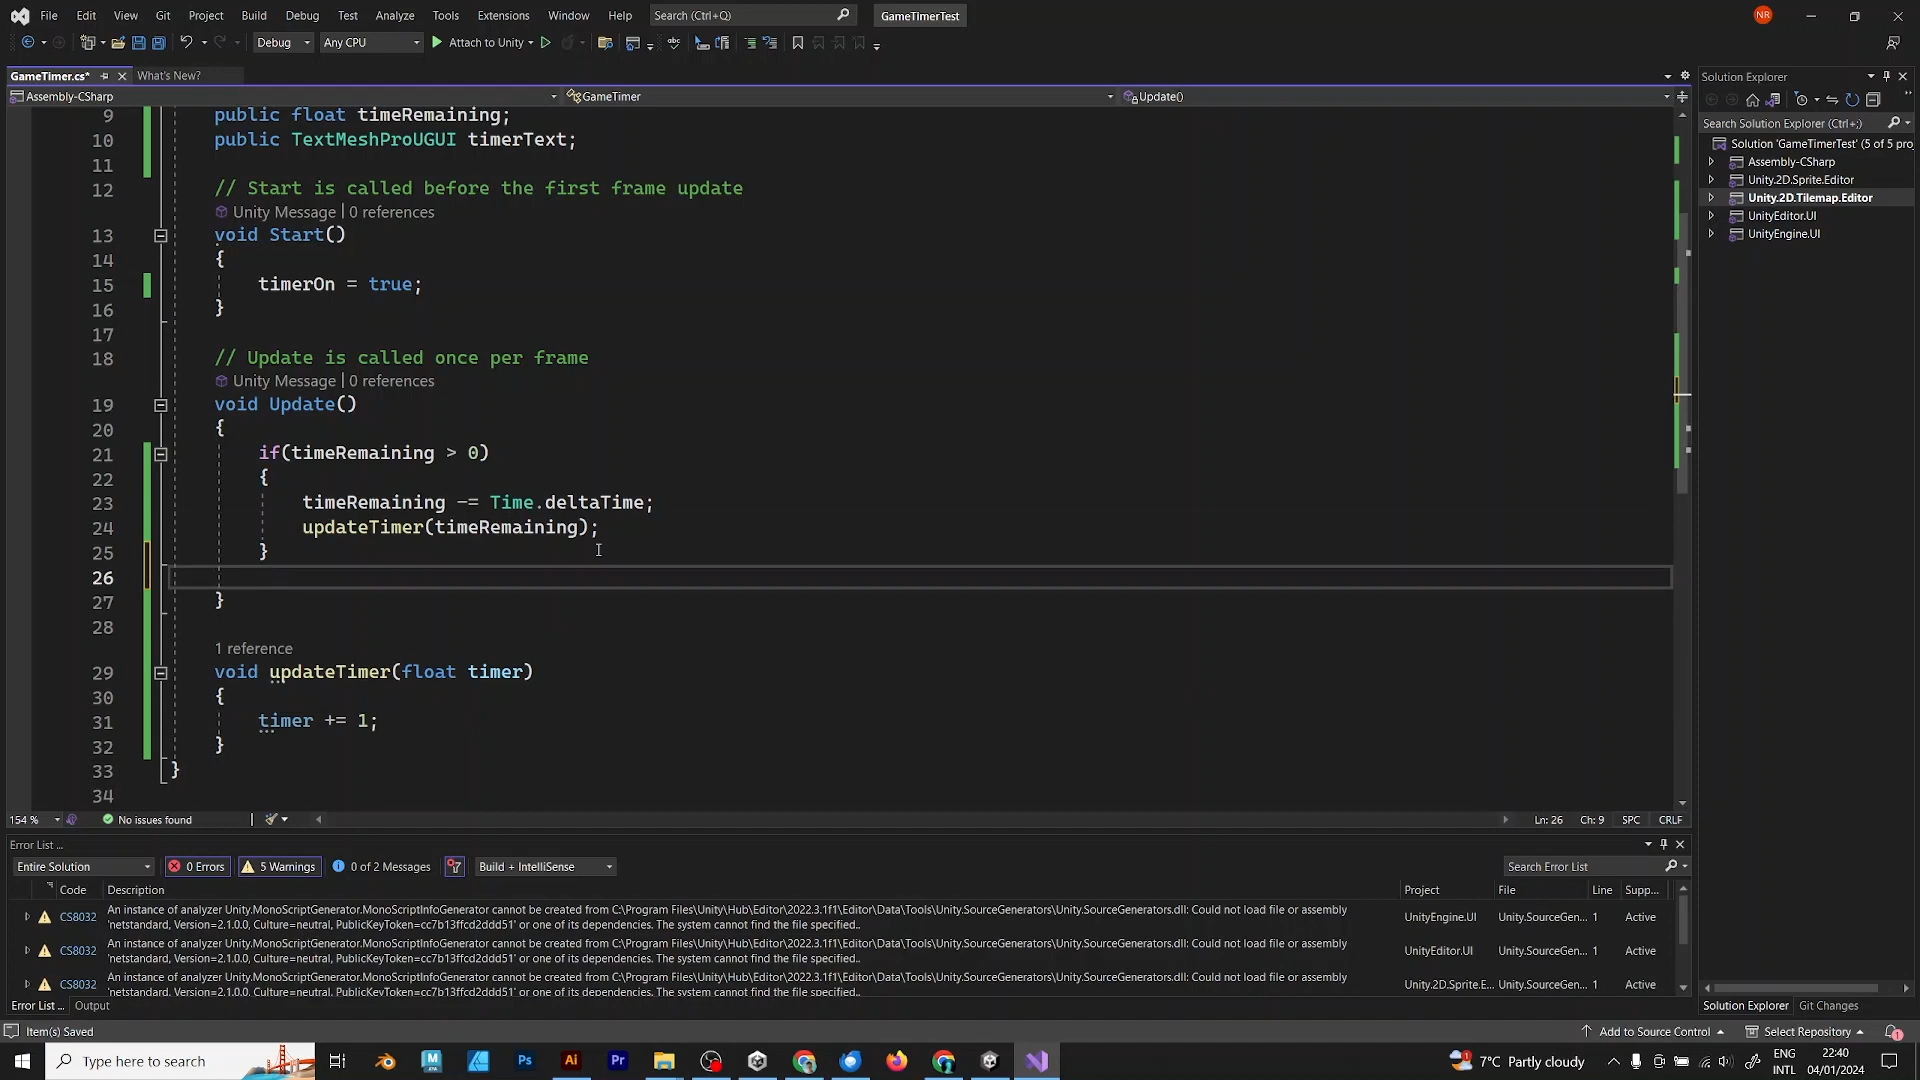 File Edit View Git Project Build Debug Test Analyze Tools Extensions Window Help Search (Ctrl+Q) GameTimerTest NR
Debug Any CPU Attach to Unity
GameTimer.cs* What's New? Solution Explorer
Assembly-CSharp GameTimer Update()
Search Solution Explorer (Ctrl+;)
Solution 'GameTimerTest' (5 of 5 pro
Assembly-CSharp
Unity.2D.Sprite.Editor
Unity.2D.Tilemap.Editor
UnityEditor.UI
UnityEngine.UI
9 public float timeRemaining;
10 public TextMeshProUGUI timerText;
11
12 // Start is called before the first frame update
Unity Message | 0 references
13 void Start()
14 {
15 timerOn = true;
16 }
17
18 // Update is called once per frame
Unity Message | 0 references
19 void Update()
20 {
21 if(timeRemaining > 0)
22 {
23 timeRemaining -= Time.deltaTime;
24 updateTimer(timeRemaining);
25 }
26
27 }
28
1 reference
29 void updateTimer(float timer)
30 {
31 timer += 1;
32 }
33 }
34
154 % No issues found Ln: 26 Ch: 9 SPC CRLF
Error List ...
Entire Solution 0 Errors 5 Warnings 0 of 2 Messages Build + IntelliSense Search Error List
Code Description Project File Line Supp...
CS8032 An instance of analyzer Unity.MonoScriptGenerator.MonoScriptInfoGenerator cannot be created from C:\Program Files\Unity\Hub\Editor\2022.3.1f1\Editor\Data\Tools\Unity.SourceGenerators\Unity.SourceGenerators.dll: Could not load file or assembly UnityEngine.UI Unity.SourceGen... 1 Active
'netstandard, Version=2.1.0.0, Culture=neutral, PublicKeyToken=cc7b13ffcd2ddd51' or one of its dependencies. The system cannot find the file specified..
CS8032 An instance of analyzer Unity.MonoScriptGenerator.MonoScriptInfoGenerator cannot be created from C:\Program Files\Unity\Hub\Editor\2022.3.1f1\Editor\Data\Tools\Unity.SourceGenerators\Unity.SourceGenerators.dll: Could not load file or assembly UnityEditor.UI Unity.SourceGen... 1 Active
'netstandard, Version=2.1.0.0, Culture=neutral, PublicKeyToken=cc7b13ffcd2ddd51' or one of its dependencies. The system cannot find the file specified..
CS8032 An instance of analyzer Unity.MonoScriptGenerator.MonoScriptInfoGenerator cannot be created from C:\Program Files\Unity\Hub\Editor\2022.3.1f1\Editor\Data\Tools\Unity.SourceGenerators\Unity.SourceGenerators.dll: Could not load file or assembly Unity.2D.Sprite.E... Unity.SourceGen... 1 Active
'netstandard, Version=2.1.0.0, Culture=neutral, PublicKeyToken=cc7b13ffcd2ddd51' or one of its dependencies. The system cannot find the file specified..
Error List ... Output Solution Explorer Git Changes
Item(s) Saved Add to Source Control Select Repository 1
Type here to search Ps Ai Pr 7°C Partly cloudy ENG INTL 22:40 04/01/2024